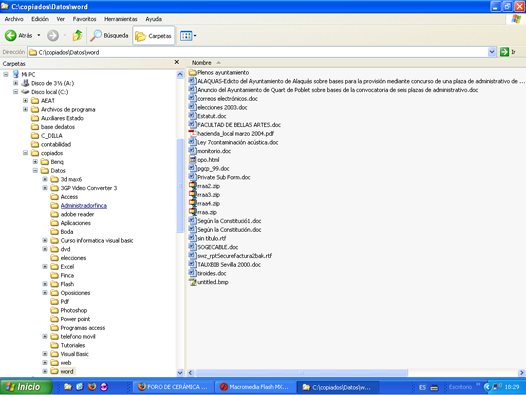 C:\copiados\Datos\word
Archivo Edición Ver Favoritos Herramientas Ayuda
Atrás Búsqueda Carpetas
Dirección C:\copiados\Datos\word Ir
Carpetas
Mi PC
Disco de 3½ (A:)
Disco local (C:)
AEAT
Archivos de programa
Auxiliares Estado
base dedatos
C_DILLA
contabilidad
copiados
Benq
Datos
3d max6
3GP Video Converter 3
Access
Administradorfinca
adobe reader
Aplicaciones
Boda
Curso informatica visual basic
dvd
elecciones
Excel
Finca
Flash
Oposiciones
Pdf
Photoshop
Power point
Programas access
telefono movil
Tutoriales
Visual Basic
web
word
Nombre
Plenos ayuntamiento
ALAQUAS-Edicto del Ayuntamiento de Alaquàs sobre bases para la provisión mediante concurso de una plaza de administrativo de ...
Anuncio del Ayuntamiento de Quart de Poblet sobre bases de la convocatoria de seis plazas de administrativo.doc
correos electrónicos.doc
elecciones 2003.doc
Estatut.doc
FACULTAD DE BELLAS ARTES.doc
hacienda_local marzo 2004.pdf
Ley 7contaminación acústica.doc
monitorio.doc
opo.html
pgcp_99.doc
Private Sub Form.doc
rraa2.zip
rraa3.zip
rraa4.zip
rraa.zip
Según la Constitució1.doc
Según la Constitución.doc
sin título.rtf
SOGECABLE.doc
swz_rptSecureFactura2bak.rtf
TAUXBIB Sevilla 2000.doc
tiroides.doc
untitled.bmp
Inicio FORO DE CERÁMICA ... Macromedia Flash MX... C:\copiados\Datos\wor... ES Escritorio 18:29